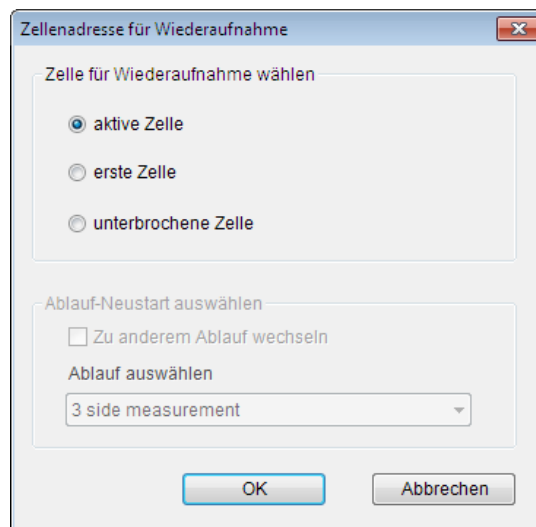 Zellenadresse für Wiederaufnahme
Zelle für Wiederaufnahme wählen
aktive Zelle
erste Zelle
unterbrochene Zelle
Ablauf-Neustart auswählen
Zu anderem Ablauf wechseln
Ablauf auswählen
3 side measurement
OK
Abbrechen